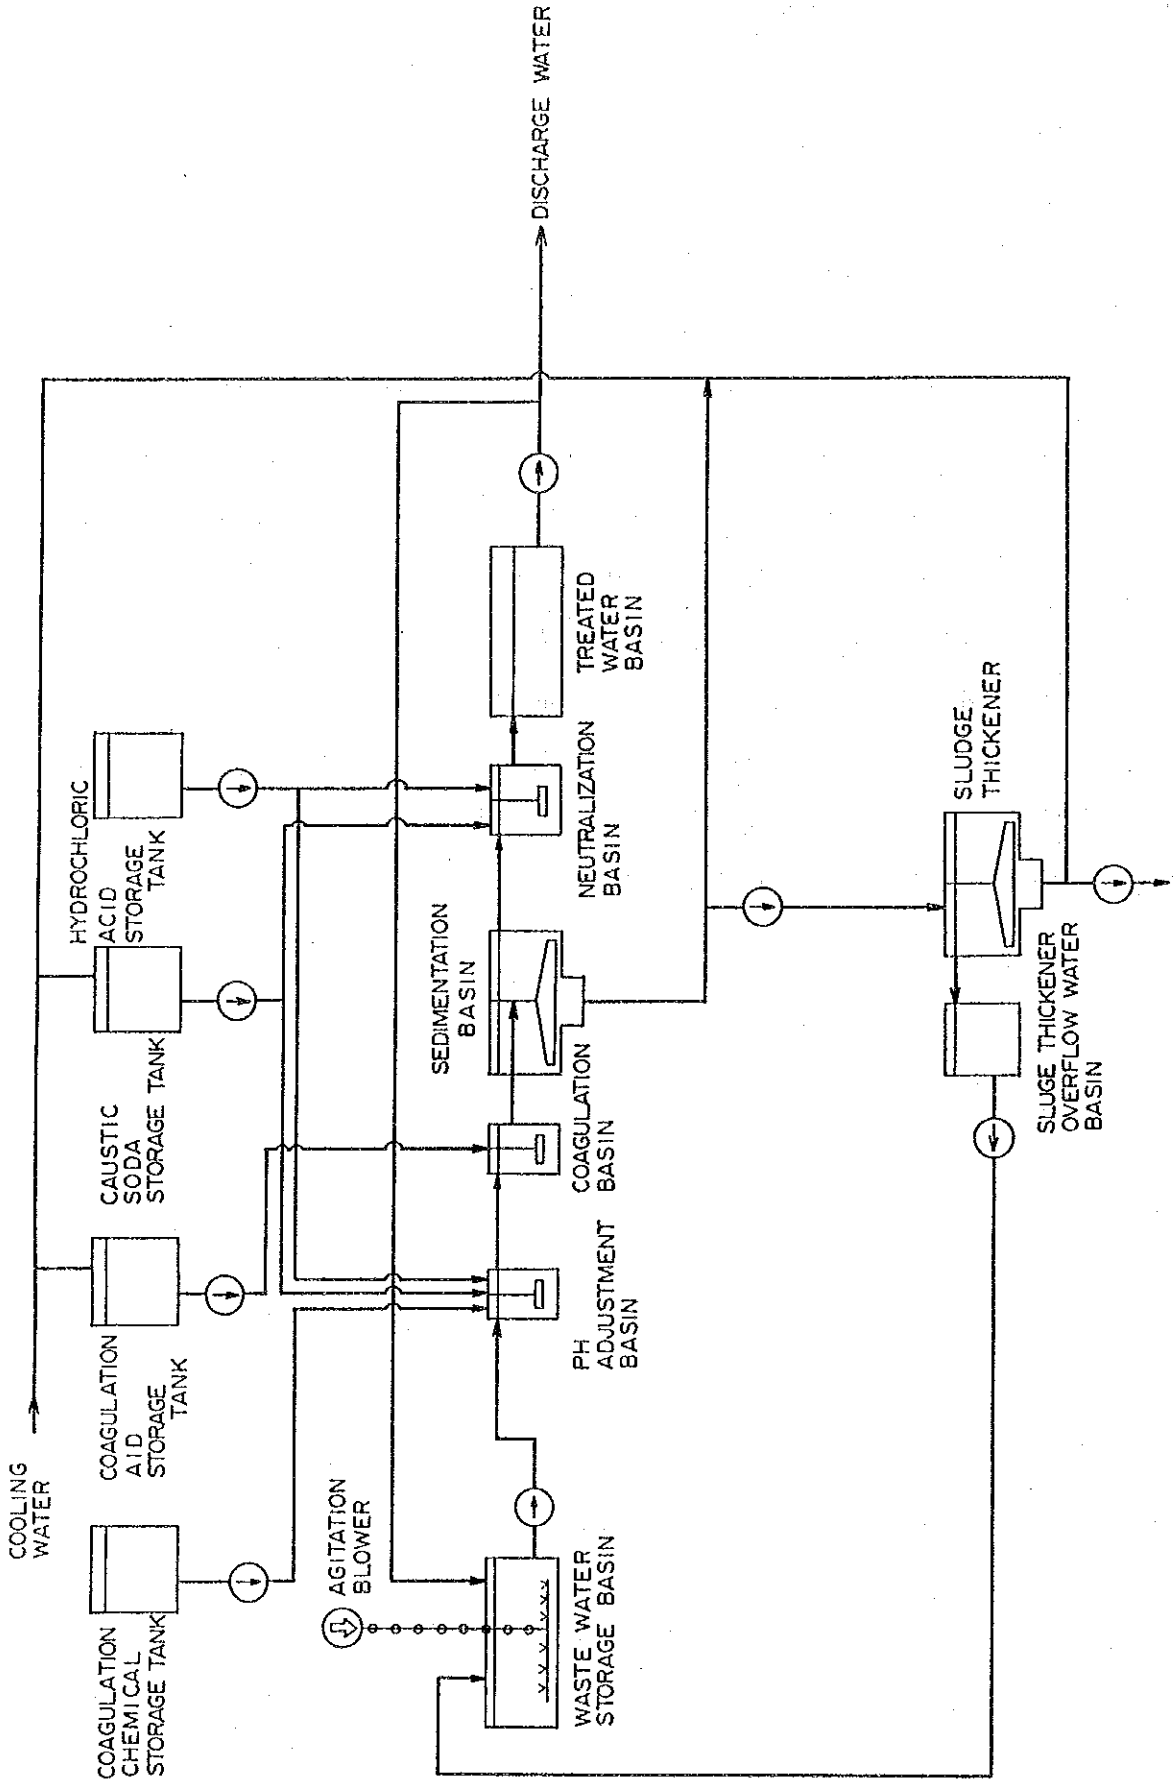 COOLING
WATER
COAGULATION
CHEMICAL
STORAGE TANK
COAGULATION
AID
STORAGE
TANK
CAUSTIC
SODA
STORAGE TANK
HYDROCHLORIC
ACID
STORAGE
TANK
AGITATION
BLOWER
WASTE WATER
STORAGE BASIN
PH
ADJUSTMENT
BASIN
COAGULATION
BASIN
SEDIMENTATION
BASIN
NEUTRALIZATION
BASIN
TREATED
WATER
BASIN
DISCHARGE WATER
SLUGE THICKENER
OVERFLOW WATER
BASIN
SLUDGE
THICKENER